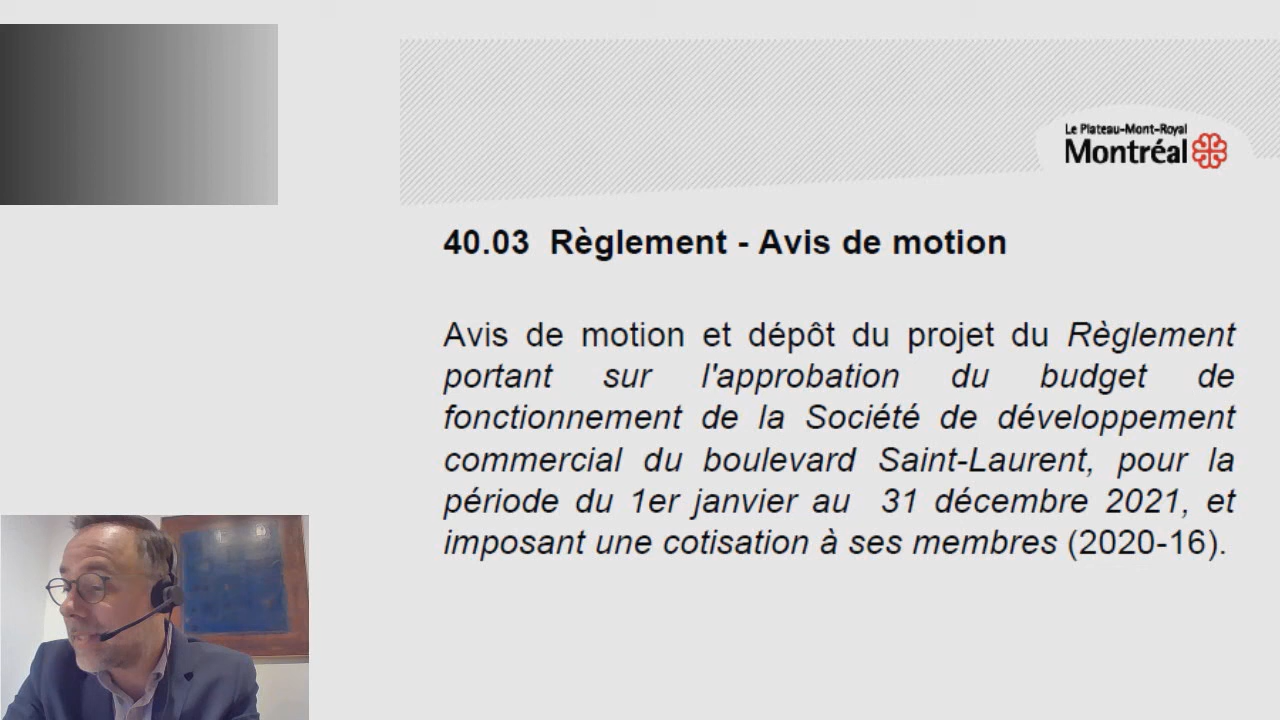 Le Plateau-Mont-Royal
Montréal
40.03 Règlement - Avis de motion
Avis de motion et dépôt du projet du Règlement
portant sur l'approbation du budget de
fonctionnement de la Société de développement
commercial du boulevard Saint-Laurent, pour la
période du 1er janvier au 31 décembre 2021, et
imposant une cotisation à ses membres (2020-16).